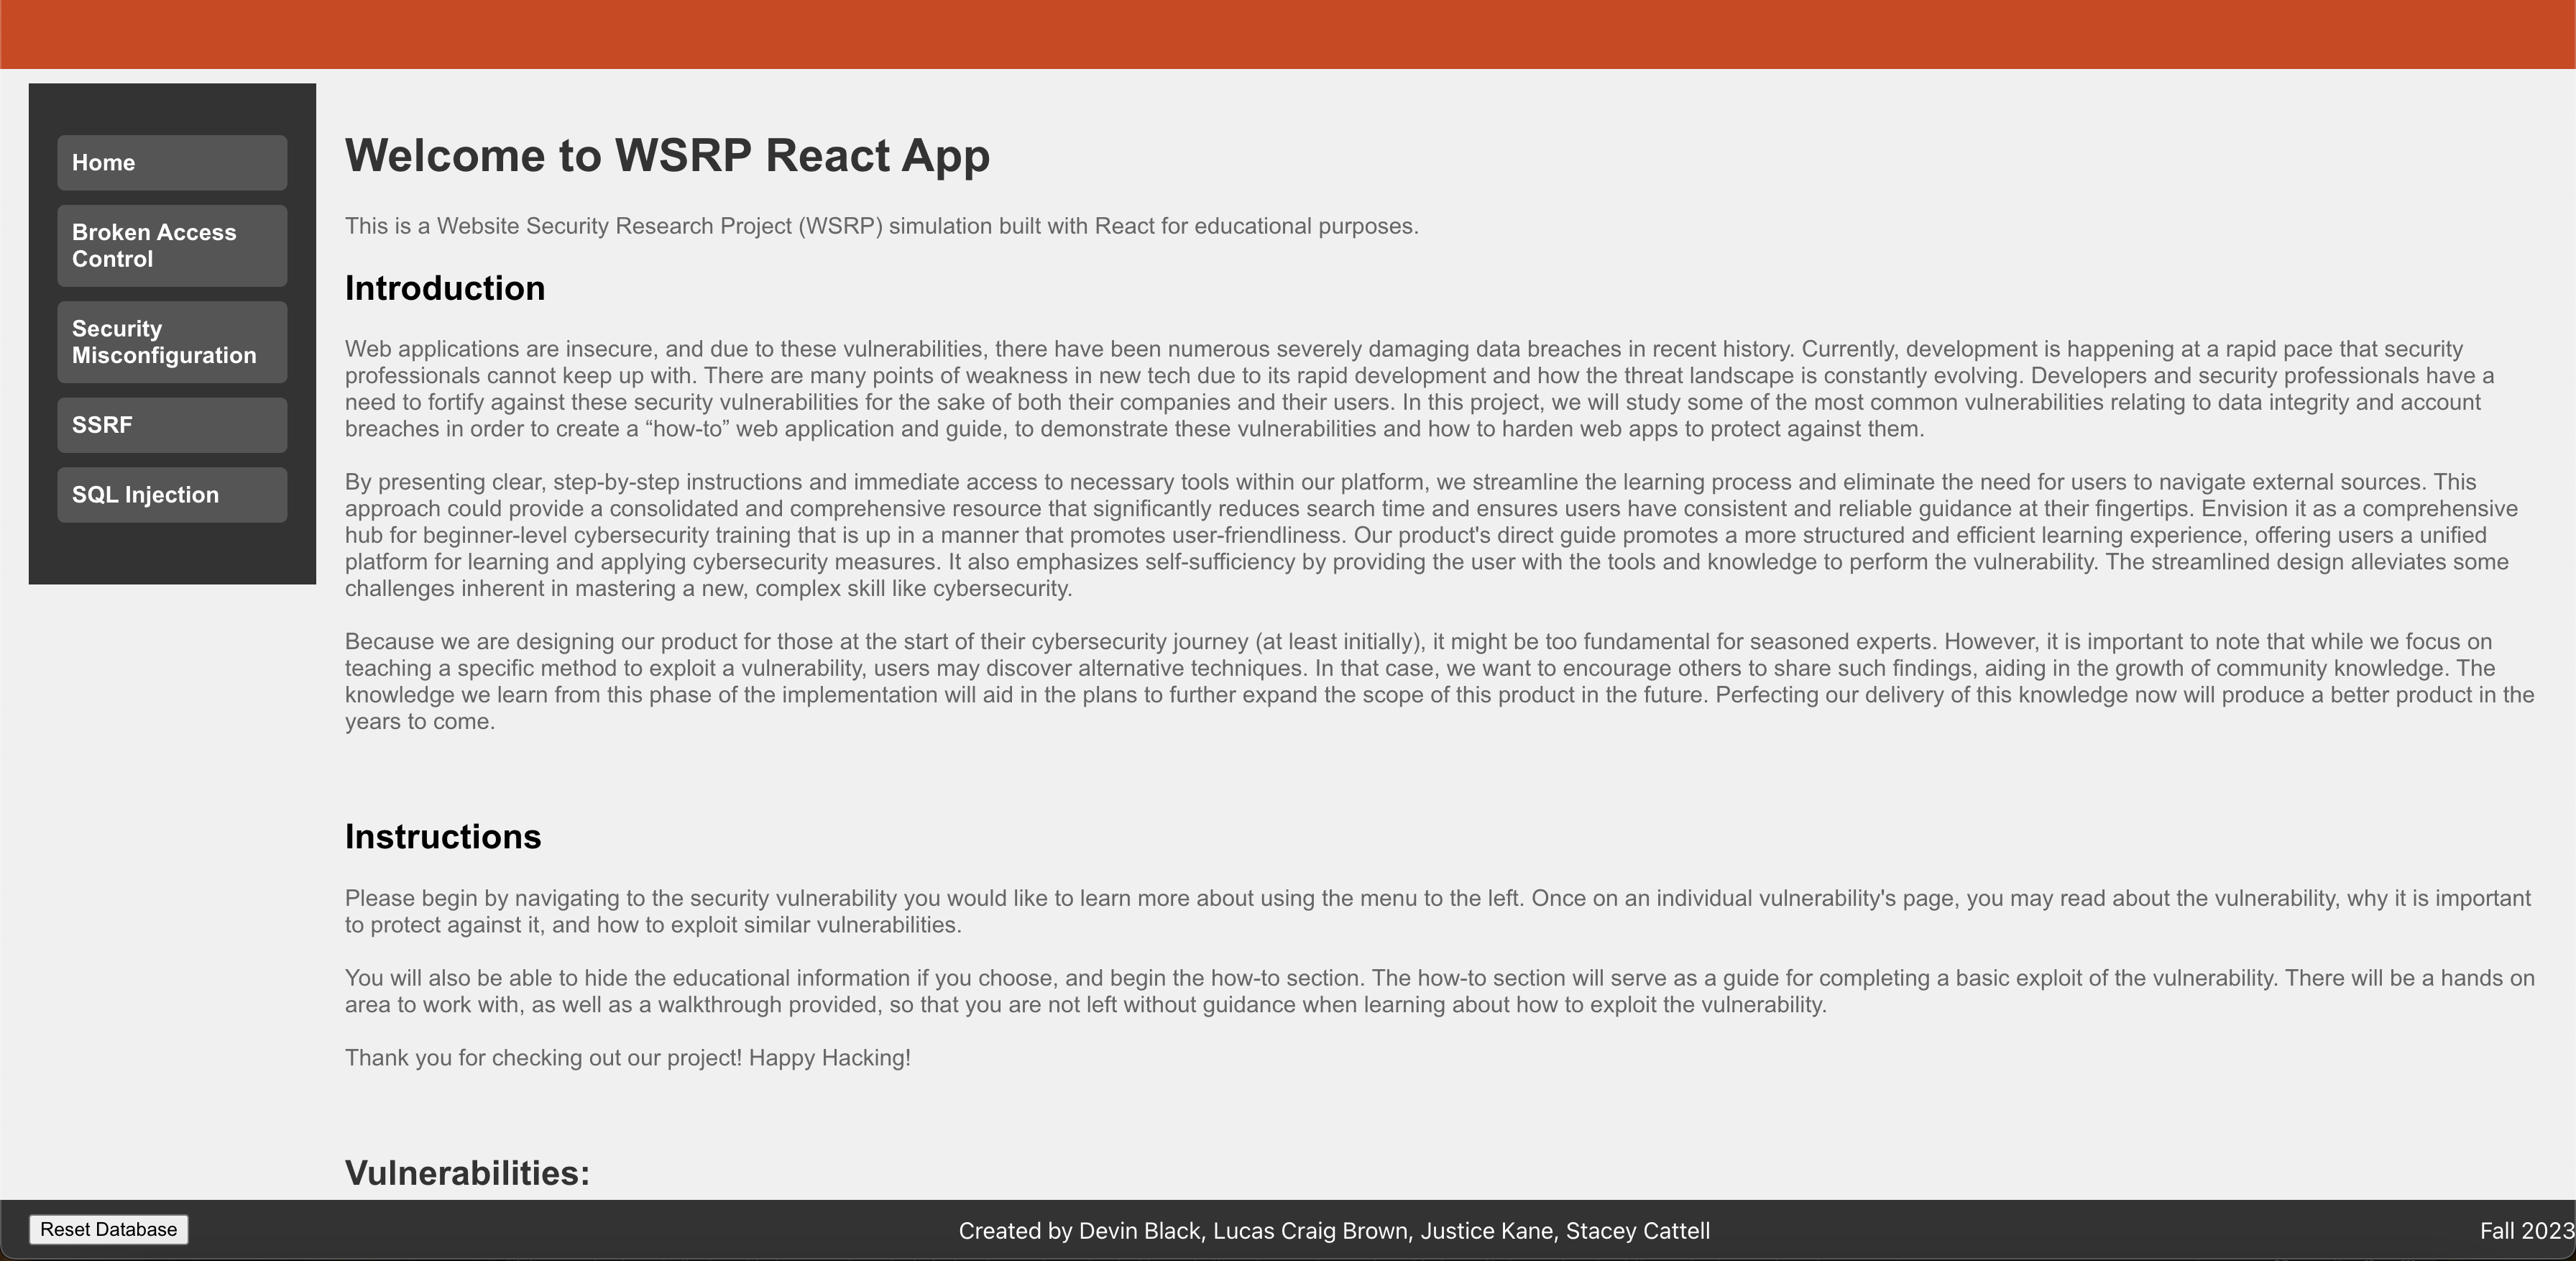 Home
Broken Access
Control
Security
Misconfiguration
SSRF
SQL Injection
Welcome to WSRP React App
This is a Website Security Research Project (WSRP) simulation built with React for educational purposes.
Introduction
Web applications are insecure, and due to these vulnerabilities, there have been numerous severely damaging data breaches in recent history. Currently, development is happening at a rapid pace that security
professionals cannot keep up with. There are many points of weakness in new tech due to its rapid development and how the threat landscape is constantly evolving. Developers and security professionals have a
need to fortify against these security vulnerabilities for the sake of both their companies and their users. In this project, we will study some of the most common vulnerabilities relating to data integrity and account
breaches in order to create a “how-to” web application and guide, to demonstrate these vulnerabilities and how to harden web apps to protect against them.
By presenting clear, step-by-step instructions and immediate access to necessary tools within our platform, we streamline the learning process and eliminate the need for users to navigate external sources. This
approach could provide a consolidated and comprehensive resource that significantly reduces search time and ensures users have consistent and reliable guidance at their fingertips. Envision it as a comprehensive
hub for beginner-level cybersecurity training that is up in a manner that promotes user-friendliness. Our product's direct guide promotes a more structured and efficient learning experience, offering users a unified
platform for learning and applying cybersecurity measures. It also emphasizes self-sufficiency by providing the user with the tools and knowledge to perform the vulnerability. The streamlined design alleviates some
challenges inherent in mastering a new, complex skill like cybersecurity.
Because we are designing our product for those at the start of their cybersecurity journey (at least initially), it might be too fundamental for seasoned experts. However, it is important to note that while we focus on
teaching a specific method to exploit a vulnerability, users may discover alternative techniques. In that case, we want to encourage others to share such findings, aiding in the growth of community knowledge. The
knowledge we learn from this phase of the implementation will aid in the plans to further expand the scope of this product in the future. Perfecting our delivery of this knowledge now will produce a better product in the
years to come.
Instructions
Please begin by navigating to the security vulnerability you would like to learn more about using the menu to the left. Once on an individual vulnerability's page, you may read about the vulnerability, why it is important
to protect against it, and how to exploit similar vulnerabilities.
You will also be able to hide the educational information if you choose, and begin the how-to section. The how-to section will serve as a guide for completing a basic exploit of the vulnerability. There will be a hands on
area to work with, as well as a walkthrough provided, so that you are not left without guidance when learning about how to exploit the vulnerability.
Thank you for checking out our project! Happy Hacking!
Vulnerabilities:
Reset Database
Created by Devin Black, Lucas Craig Brown, Justice Kane, Stacey Cattell
Fall 2023